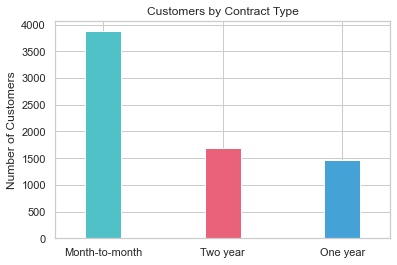 Customers by Contract Type
Number of Customers
4000
3500
3000
2500
2000
1500
1000
500
0
Month-to-month
Two year
One year